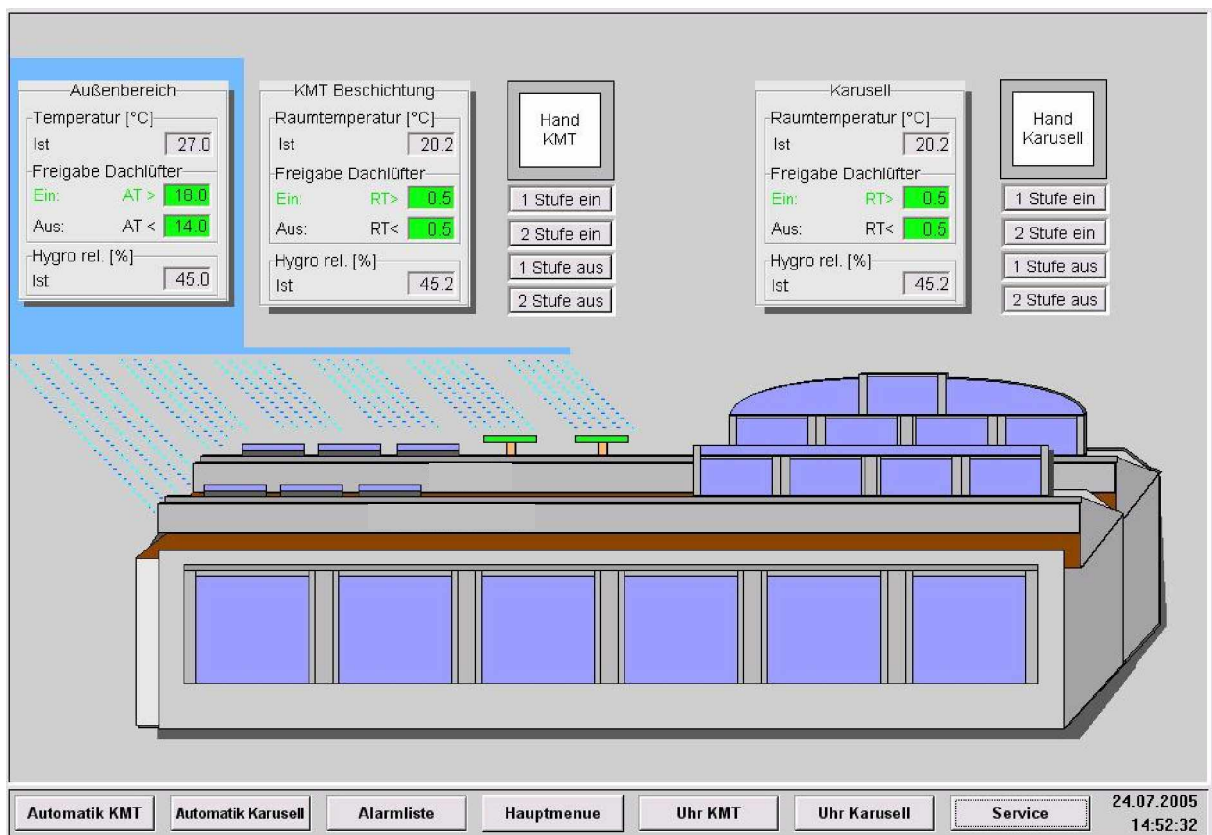 Außenbereich
Temperatur [°C]
Ist 27.0
Freigabe Dachlüfter
Ein: AT > 18.0
Aus: AT < 14.0
Hygro rel. [%]
Ist 45.0
KMT Beschichtung
Raumtemperatur [°C]
Ist 20.2
Freigabe Dachlüfter
Ein: RT> 0.5
Aus: RT< 0.5
Hygro rel. [%]
Ist 45.2
Hand
KMT
1 Stufe ein
2 Stufe ein
1 Stufe aus
2 Stufe aus
Karusell
Raumtemperatur [°C]
Ist 20.2
Freigabe Dachlüfter
Ein: RT> 0.5
Aus: RT< 0.5
Hygro rel. [%]
Ist 45.2
Hand
Karusell
1 Stufe ein
2 Stufe ein
1 Stufe aus
2 Stufe aus
Automatik KMT
Automatik Karusell
Alarmliste
Hauptmenue
Uhr KMT
Uhr Karusell
Service
24.07.2005
14:52:32